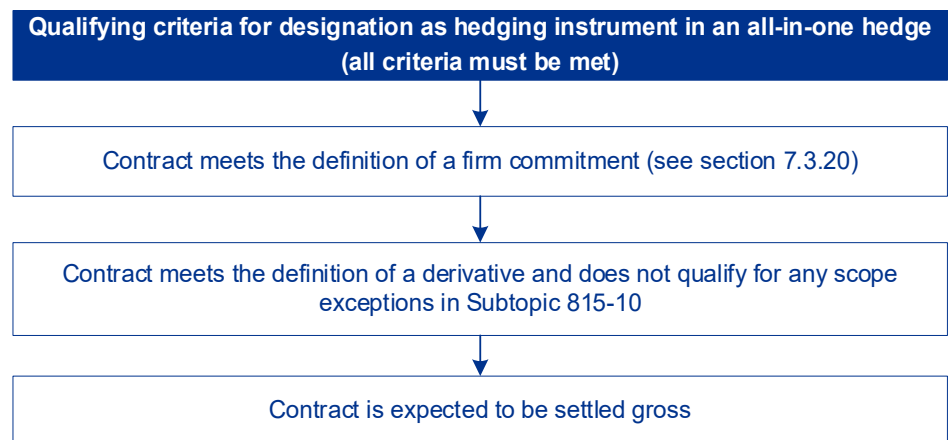 Qualifying criteria for designation as hedging instrument in an all-in-one hedge
(all criteria must be met)
Contract meets the definition of a firm commitment (see section 7.3.20)
Contract meets the definition of a derivative and does not qualify for any scope
exceptions in Subtopic 815-10
Contract is expected to be settled gross